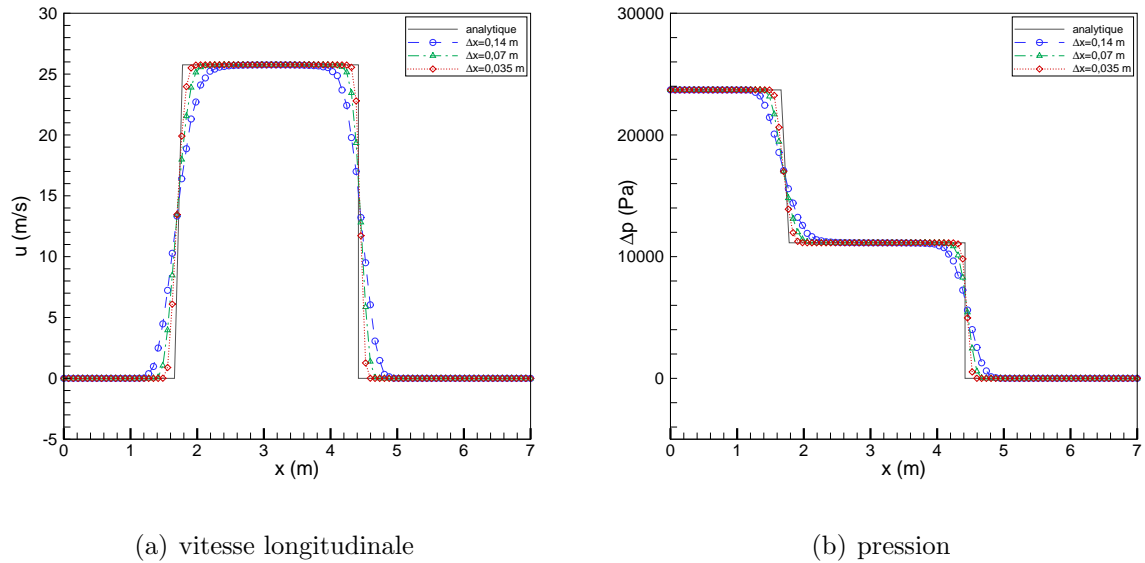 u (m/s)
30
25
20
15
10
5
0
-5
0 1 2 3 4 5 6 7
x (m)
analytique
Δx=0,14 m
Δx=0,07 m
Δx=0,035 m
(a) vitesse longitudinale
Δp (Pa)
30000
20000
10000
0
0 1 2 3 4 5 6 7
x (m)
analytique
Δx=0,14 m
Δx=0,07 m
Δx=0,035 m
(b) pression